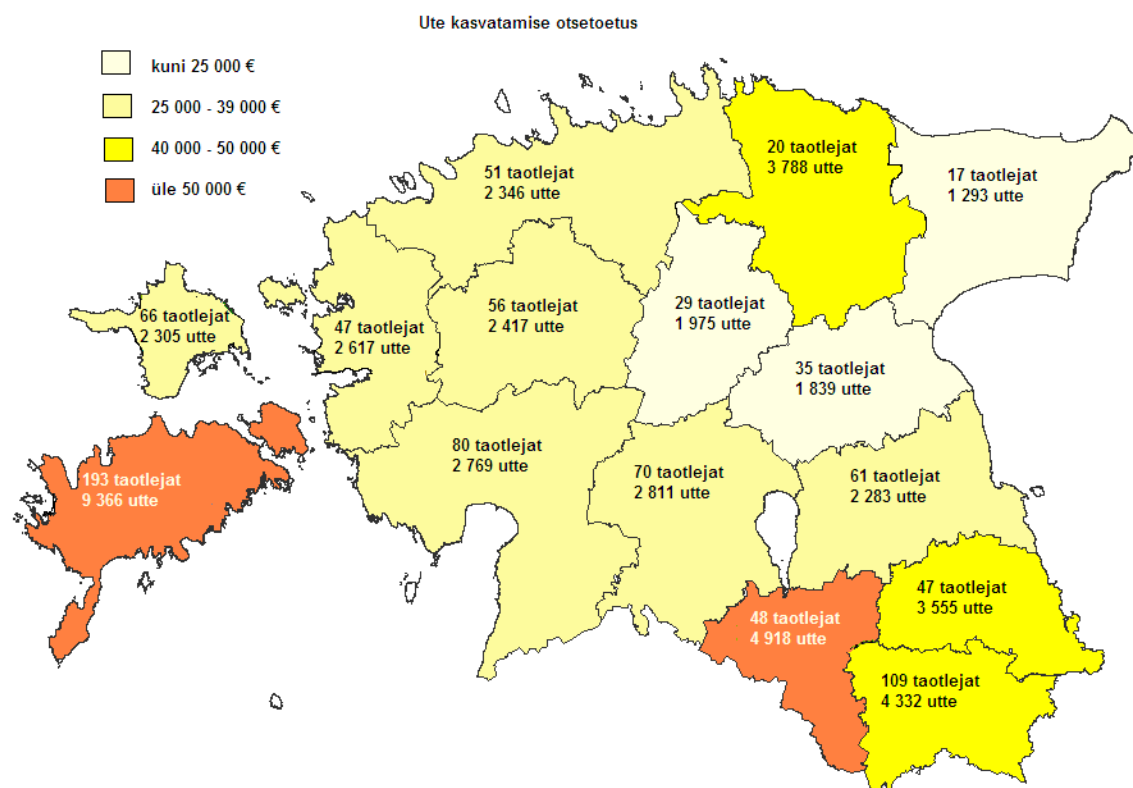 Ute kasvatamise otsetoetus
kuni 25 000 €
25 000 - 39 000 €
40 000 - 50 000 €
üle 50 000 €
20 taotlejat
3 788 utte
17 taotlejat
1 293 utte
51 taotlejat
2 346 utte
66 taotlejat
2 305 utte
47 taotlejat
2 617 utte
56 taotlejat
2 417 utte
29 taotlejat
1 975 utte
35 taotlejat
1 839 utte
193 taotlejat
9 366 utte
80 taotlejat
2 769 utte
70 taotlejat
2 811 utte
61 taotlejat
2 283 utte
47 taotlejat
3 555 utte
48 taotlejat
4 918 utte
109 taotlejat
4 332 utte